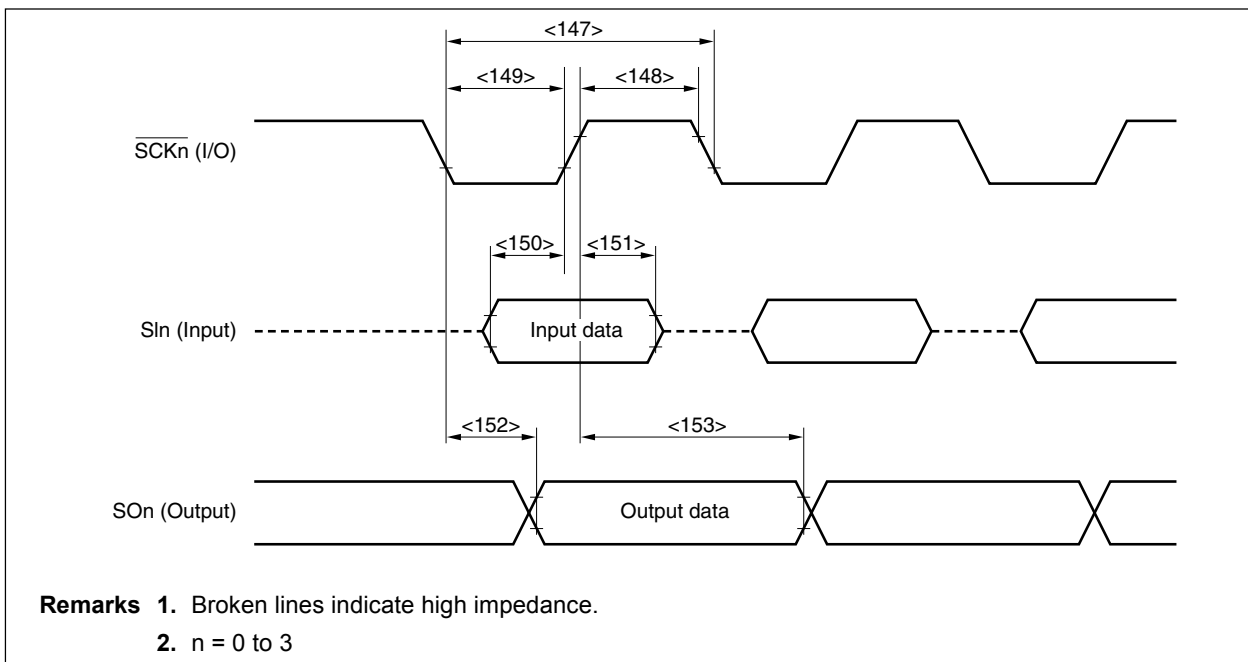 <147>
<149> <148>
SCKn (I/O)
<150> <151>
SIn (Input)
Input data
<152> <153>
SOn (Output)
Output data
Remarks 1. Broken lines indicate high impedance.
2. n = 0 to 3